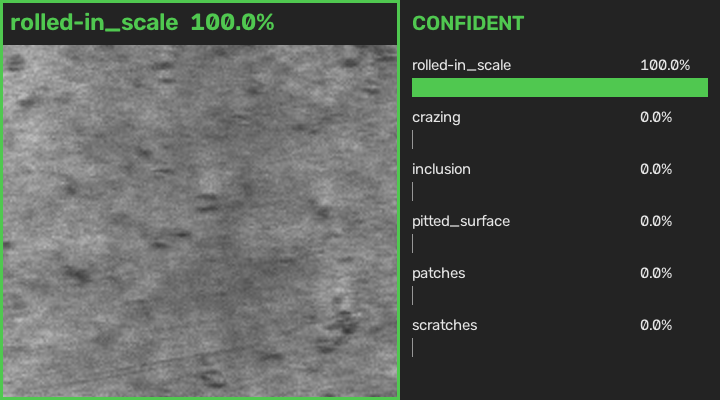 rolled-in_scale 100.0%
CONFIDENT
rolled-in_scale 100.0%
crazing 0.0%
inclusion 0.0%
pitted_surface 0.0%
patches 0.0%
scratches 0.0%